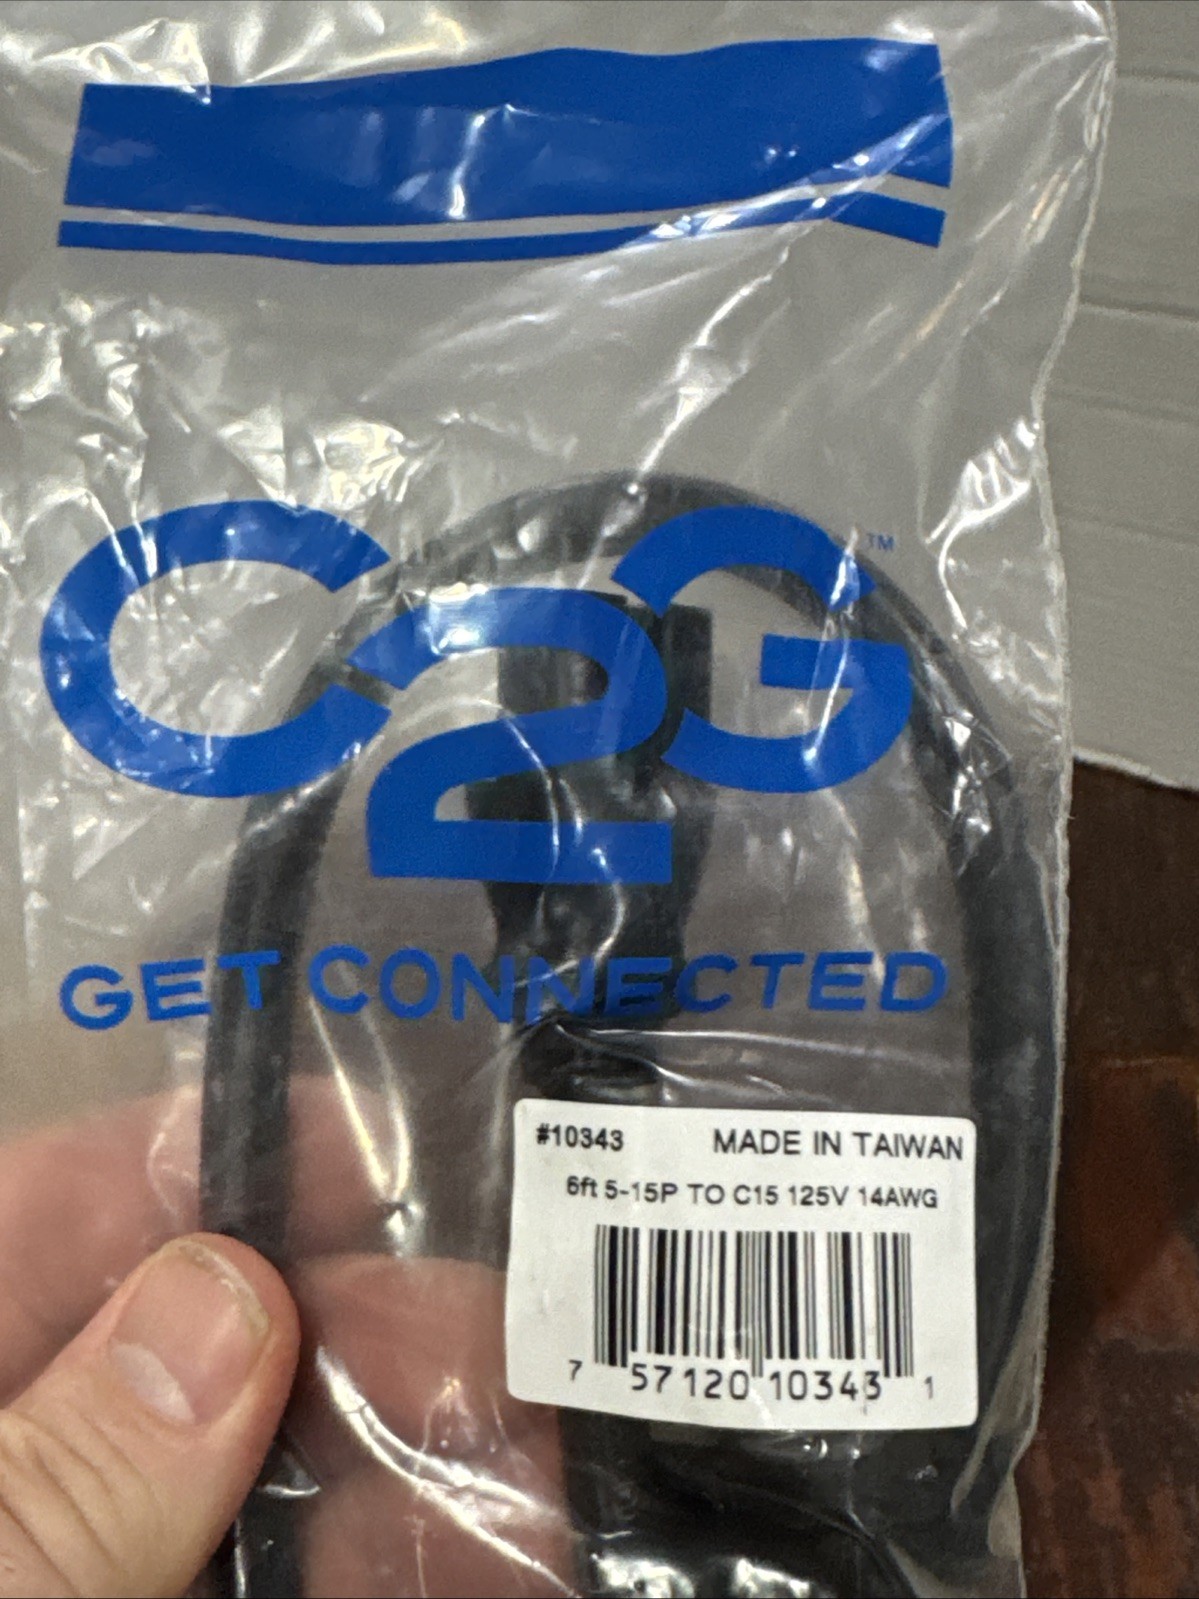 C2G™
GET CONNECTED
#10343 MADE IN TAIWAN
6ft 5-15P TO C15 125V 14AWG
7 57120 10343 1